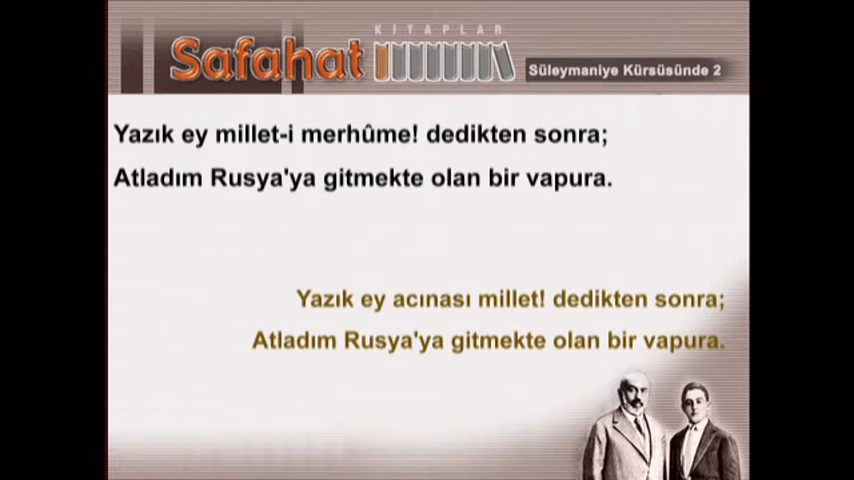 KİTAPLAR
Safahat
Süleymaniye Kürsüsünde 2
Yazık ey millet-i merhûme! dedikten sonra;
Atladım Rusya'ya gitmekte olan bir vapura.
Yazık ey acınası millet! dedikten sonra;
Atladım Rusya'ya gitmekte olan bir vapura.